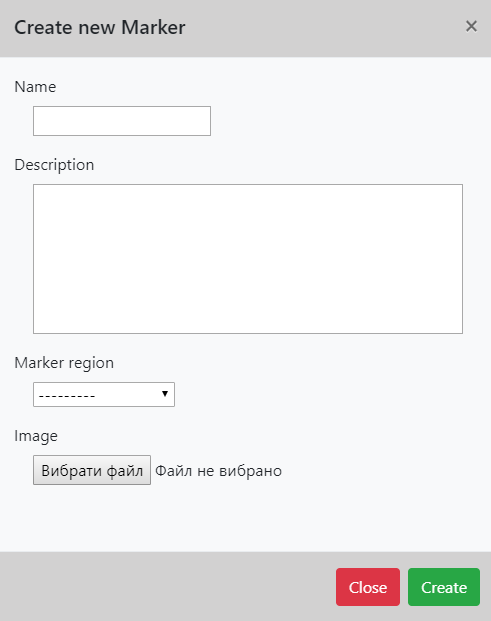 Create new Marker ×
Name
Description
Marker region
---------
Image
Вибрати файл Файл не вибрано
Close Create